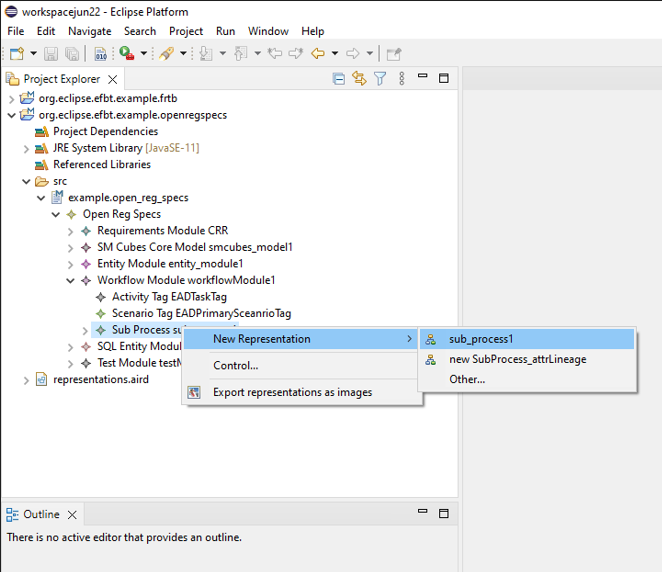 workspacejun22 - Eclipse Platform
File Edit Navigate Search Project Run Window Help
010
Project Explorer
org.eclipse.efbt.example.frtb
org.eclipse.efbt.example.openregspecs
Project Dependencies
JRE System Library [JavaSE-11]
Referenced Libraries
src
example.open_reg_specs
Open Reg Specs
Requirements Module CRR
SM Cubes Core Model smcubes_model1
Entity Module entity_module1
Workflow Module workflowModule1
Activity Tag EADTaskTag
Scenario Tag EADPrimarySceanrioTag
Sub Process
SQL Entity Modul
Test Module testM
representations.aird
New Representation
Control...
Export representations as images
sub_process1
new SubProcess_attrLineage
Other...
Outline
There is no active editor that provides an outline.